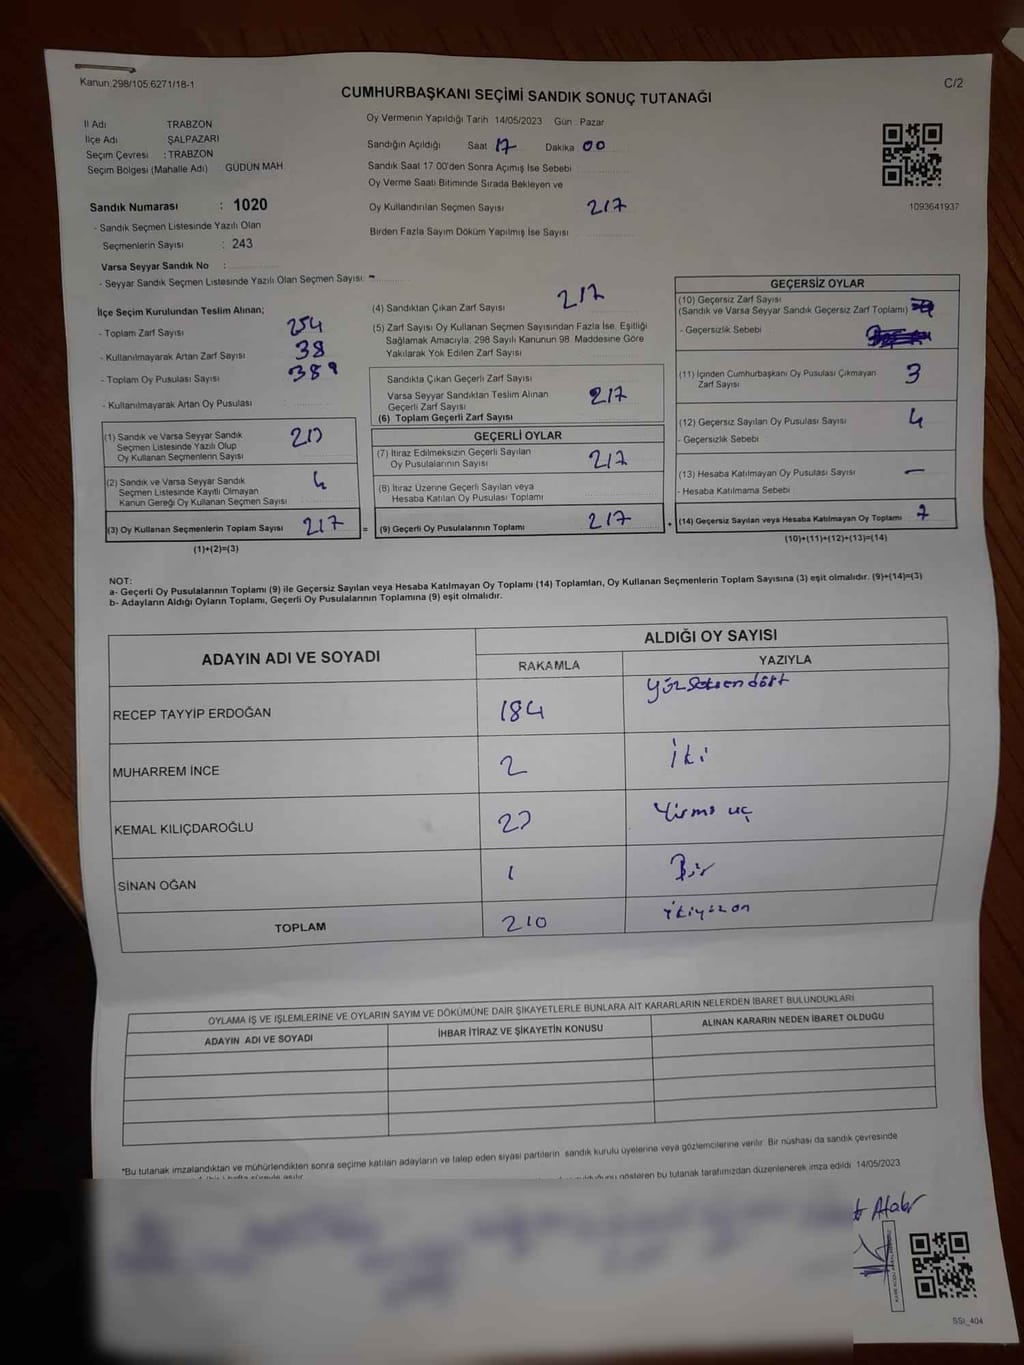 Kanun:298/105,6271/18-1
C/2
CUMHURBAŞKANI SEÇİMİ SANDIK SONUÇ TUTANAĞI
İl Adı TRABZON
İlçe Adı ŞALPAZARI
Seçim Çevresi : TRABZON
Seçim Bölgesi (Mahalle Adı) GÜDÜN MAH.
Oy Vermenin Yapıldığı Tarih 14/05/2023 Gün : Pazar
Sandığın Açıldığı Saat 17 Dakika 00
Sandık Saat 17 00'den Sonra Açımış İse Sebebi
Oy Verme Saati Bitiminde Sırada Bekleyen ve
Oy Kullandırılan Seçmen Sayısı 217
Birden Fazla Sayım Döküm Yapılmış İse Sayısı
1093641937
Sandık Numarası : 1020
- Sandık Seçmen Listesinde Yazılı Olan
Seçmenlerin Sayısı : 243
Varsa Seyyar Sandık No :
- Seyyar Sandık Seçmen Listesinde Yazılı Olan Seçmen Sayısı: -
İlçe Seçim Kurulundan Teslim Alınan;
- Toplam Zarf Sayısı 254
- Kullanılmayarak Artan Zarf Sayısı 38
- Toplam Oy Pusulası Sayısı 389
- Kullanılmayarak Artan Oy Pusulası
(1) Sandık ve Varsa Seyyar Sandık
Seçmen Listesinde Yazılı Olup
Oy Kullanan Seçmenlerin Sayısı 213
(2) Sandık ve Varsa Seyyar Sandık
Seçmen Listesinde Kayıtlı Olmayan
Kanun Gereği Oy Kullanan Seçmen Sayısı 4
(3) Oy Kullanan Seçmenlerin Toplam Sayısı 217 =
(1)+(2)=(3)
(4) Sandıktan Çıkan Zarf Sayısı 217
(5) Zarf Sayısı Oy Kullanan Seçmen Sayısından Fazla İse, Eşitliği
Sağlamak Amacıyla; 298 Sayılı Kanunun 98. Maddesine Göre
Yakılarak Yok Edilen Zarf Sayısı
Sandıkta Çıkan Geçerli Zarf Sayısı
Varsa Seyyar Sandıktan Teslim Alınan
Geçerli Zarf Sayısı 217
(6) Toplam Geçerli Zarf Sayısı
GEÇERLİ OYLAR
(7) İtiraz Edilmeksizin Geçerli Sayılan
Oy Pusulalarının Sayısı 217
(8) İtiraz Üzerine Geçerli Sayılan veya
Hesaba Katılan Oy Pusulası Toplamı
(9) Geçerli Oy Pusulalarının Toplamı 217 +
GEÇERSİZ OYLAR
(10) Geçersiz Zarf Sayısı
(Sandık ve Varsa Seyyar Sandık Geçersiz Zarf Toplamı)
- Geçersizlik Sebebi
(11) İçinden Cumhurbaşkanı Oy Pusulası Çıkmayan
Zarf Sayısı 3
(12) Geçersiz Sayılan Oy Pusulası Sayısı 4
- Geçersizlik Sebebi
(13) Hesaba Katılmayan Oy Pusulası Sayısı -
- Hesaba Katılmama Sebebi
(14) Geçersiz Sayılan veya Hesaba Katılmayan Oy Toplamı 7
(10)+(11)+(12)+(13)=(14)
NOT:
a- Geçerli Oy Pusulalarının Toplamı (9) ile Geçersiz Sayılan veya Hesaba Katılmayan Oy Toplamı (14) Toplamları, Oy Kullanan Seçmenlerin Toplam Sayısına (3) eşit olmalıdır. (9)+(14)=(3)
b- Adayların Aldığı Oyların Toplamı, Geçerli Oy Pusulalarının Toplamına (9) eşit olmalıdır.
ADAYIN ADI VE SOYADI ALDIĞI OY SAYISI
RAKAMLA YAZIYLA
RECEP TAYYİP ERDOĞAN 184 yüzseksendört
MUHARREM İNCE 2 İki
KEMAL KILIÇDAROĞLU 23 Yirmi üç
SİNAN OĞAN 1 Bir
TOPLAM 210 ikiyüzon
OYLAMA İŞ VE İŞLEMLERİNE VE OYLARIN SAYIM VE DÖKÜMÜNE DAİR ŞİKAYETLERLE BUNLARA AİT KARARLARIN NELERDEN İBARET BULUNDUKLARI
ADAYIN ADI VE SOYADI İHBAR İTİRAZ VE ŞİKAYETİN KONUSU ALINAN KARARIN NEDEN İBARET OLDUĞU
*Bu tutanak imzalandıktan ve mühürlendikten sonra seçime katılan adayların ve talep eden siyasi partilerin sandık kurulu üyelerine veya gözlemcilerine verilir. Bir nüshası da sandık çevresinde
gösteren bu tutanak tarafımızdan düzenlenerek imza edildi 14/05/2023
SSI_404